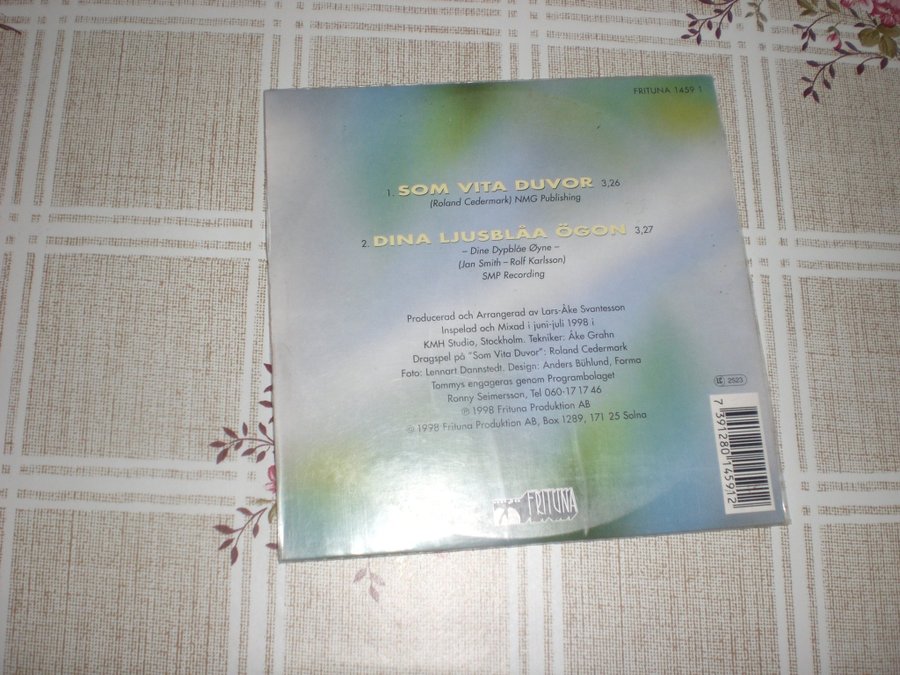 FRITUNA 1459 1
1. SOM VITA DUVOR 3,26
(Roland Cedermark) NMG Publishing
2. DINA LJUSBLÅA ÖGON 3,27
– Dine Dypblåe Øyne –
(Jan Smith – Rolf Karlsson)
SMP Recording
Producerad och Arrangerad av Lars-Åke Svantesson
Inspelad och Mixad i juni-juli 1998 i
KMH Studio, Stockholm. Tekniker: Åke Grahn
Dragspel på "Som Vita Duvor": Roland Cedermark
Foto: Lennart Dannstedt. Design: Anders Bühlund, Forma
Tommys engageras genom Programbolaget
Ronny Seimersson, Tel 060-17 17 46
℗ 1998 Frituna Produktion AB
© 1998 Frituna Produktion AB, Box 1289, 171 25 Solna
LC 2523
7 391280 145912
FRITUNA